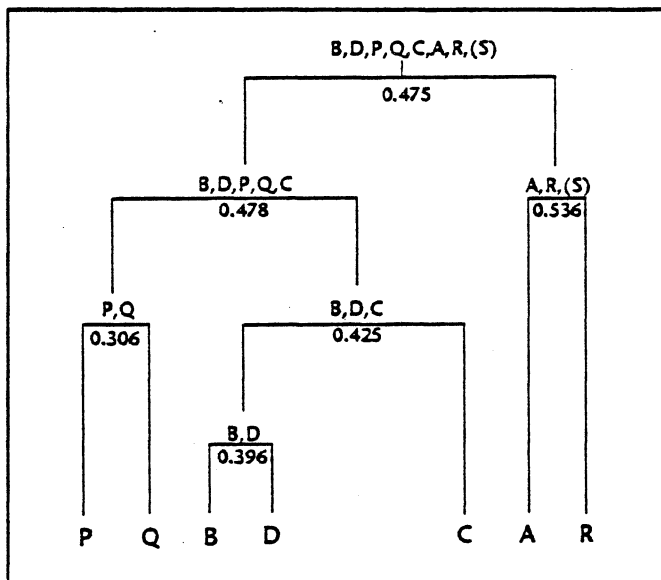 B,D,P,Q,C,A,R,(S)
0.475
B,D,P,Q,C A,R,(S)
0.478 0.536
P,Q B,D,C
0.306 0.425
B,D
0.396
P Q B D C A R